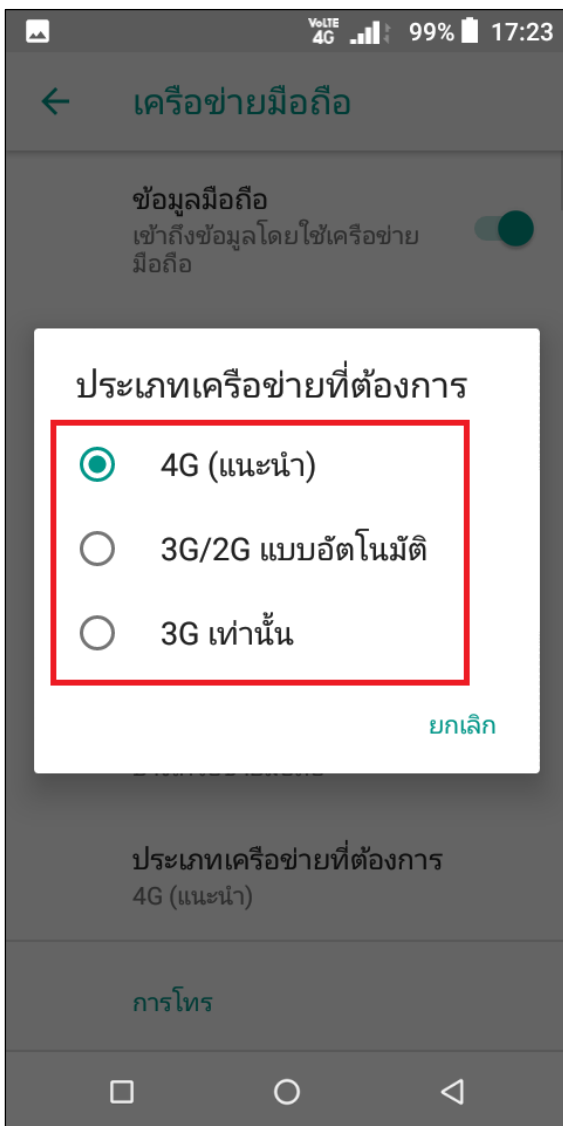 VoLTE
4G 99% 17:23
เครือข่ายมือถือ
ข้อมูลมือถือ
เข้าถึงข้อมูลโดยใช้เครือข่าย
มือถือ
ประเภทเครือข่ายที่ต้องการ
4G (แนะนำ)
3G/2G แบบอัตโนมัติ
3G เท่านั้น
ยกเลิก
ประเภทเครือข่ายที่ต้องการ
4G (แนะนำ)
การโทร